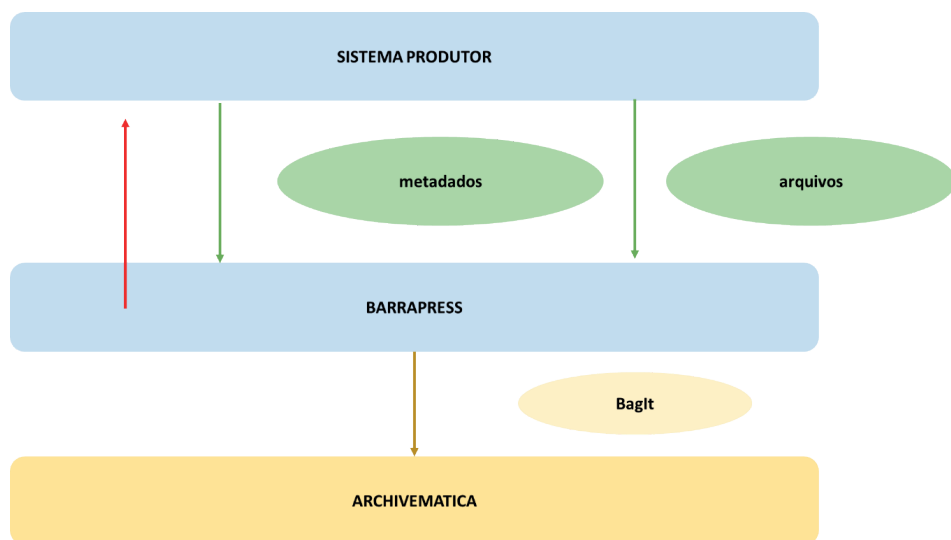 SISTEMA PRODUTOR
metadados
arquivos
BARRAPRESS
BagIt
ARCHIVEMATICA